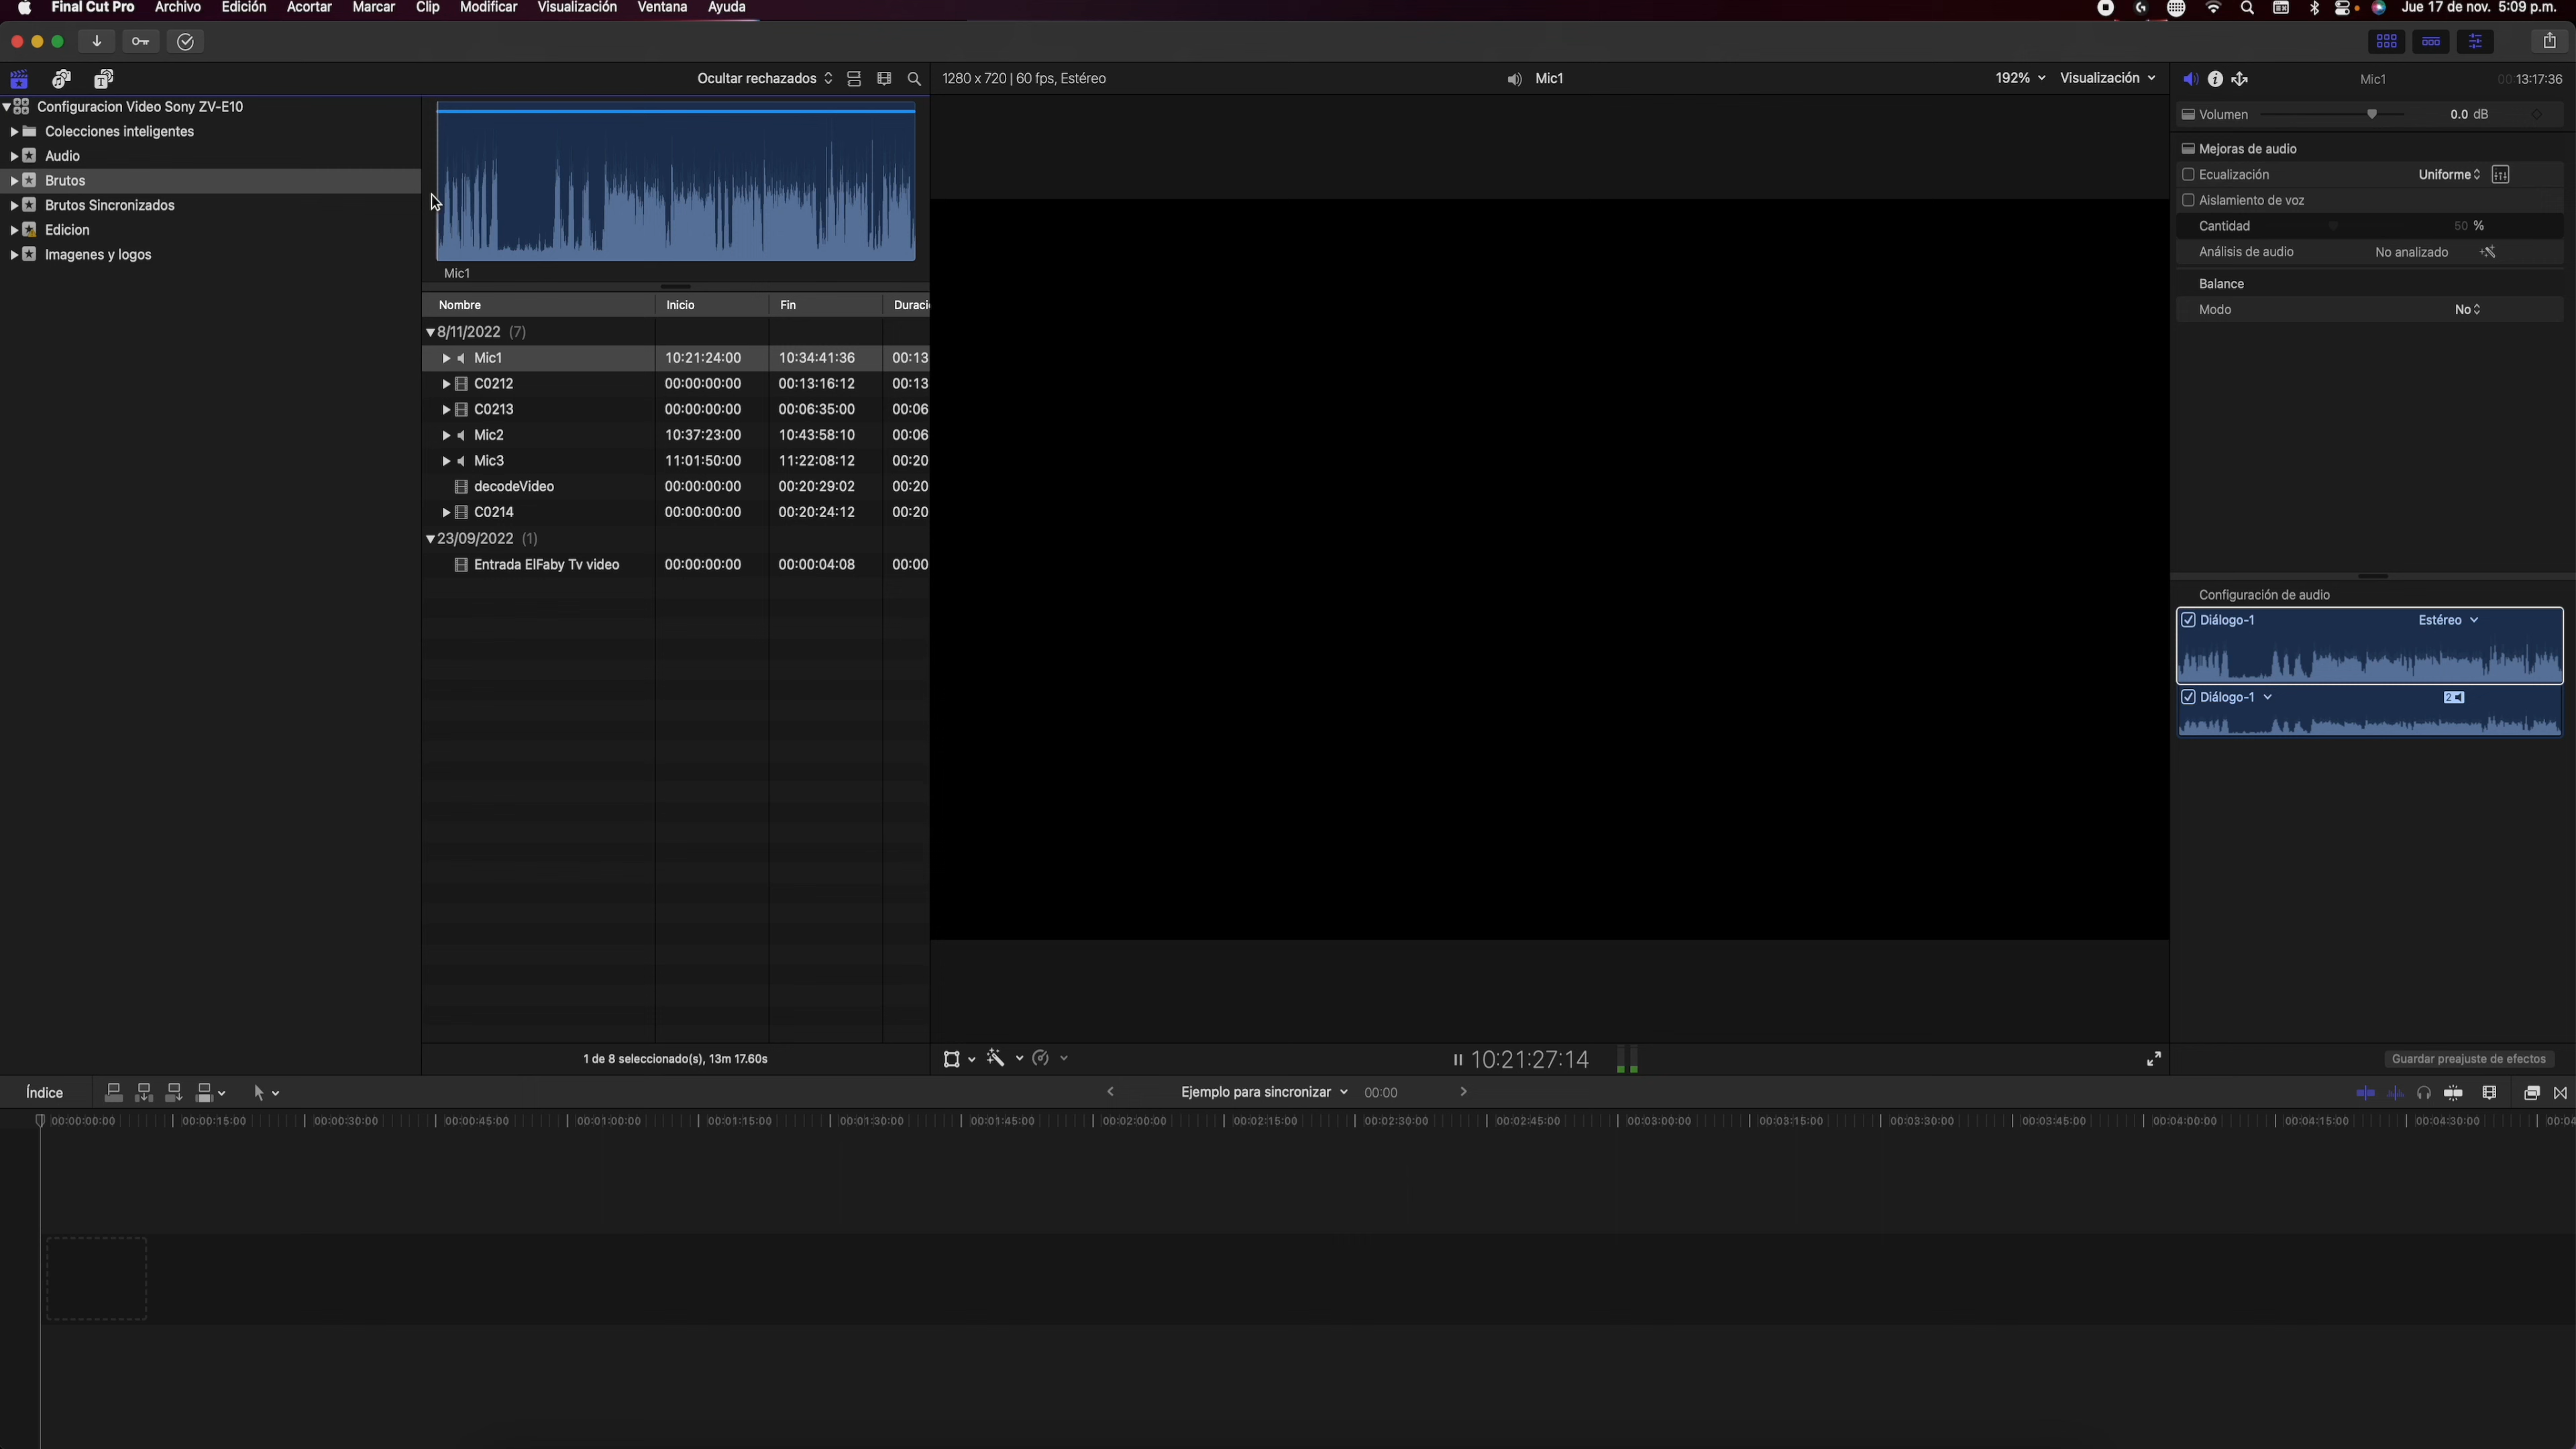 Final Cut Pro Archivo Edición Acortar Marcar Clip Modificar Visualización Ventana Ayuda
Jue 17 de nov. 5:09 p.m.
Ocultar rechazados
1280 x 720 | 60 fps, Estéreo
Mic1
192% Visualización
Mic1
00:13:17:36
Configuracion Video Sony ZV-E10
Colecciones inteligentes
Audio
Brutos
Brutos Sincronizados
Edicion
Imagenes y logos
Mic1
Nombre Inicio Fin Duraci
8/11/2022 (7)
Mic1 10:21:24:00 10:34:41:36 00:13
C0212 00:00:00:00 00:13:16:12 00:13
C0213 00:00:00:00 00:06:35:00 00:06
Mic2 10:37:23:00 10:43:58:10 00:06
Mic3 11:01:50:00 11:22:08:12 00:20
decodeVideo 00:00:00:00 00:20:29:02 00:20
C0214 00:00:00:00 00:20:24:12 00:20
23/09/2022 (1)
Entrada ElFaby Tv video 00:00:00:00 00:00:04:08 00:00
1 de 8 seleccionado(s), 13m 17.60s
10:21:27:14
Volumen 0.0 dB
Mejoras de audio
Ecualización Uniforme
Aislamiento de voz
Cantidad 50 %
Análisis de audio No analizado
Balance
Modo No
Configuración de audio
Diálogo-1 Estéreo
Diálogo-1 2
Guardar preajuste de efectos
Índice
Ejemplo para sincronizar 00:00
00:00:00:00 00:00:15:00 00:00:30:00 00:00:45:00 00:01:00:00 00:01:15:00 00:01:30:00 00:01:45:00 00:02:00:00 00:02:15:00 00:02:30:00 00:02:45:00 00:03:00:00 00:03:15:00 00:03:30:00 00:03:45:00 00:04:00:00 00:04:15:00 00:04:30:00 00:04